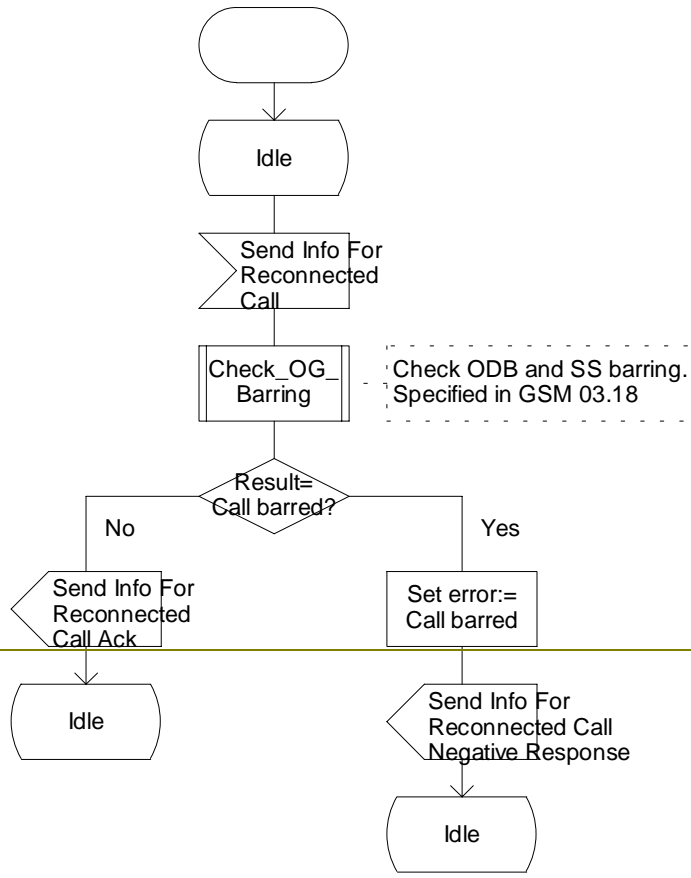 Idle
Send Info For
Reconnected
Call
Check_OG_
Barring
Check ODB and SS barring.
Specified in GSM 03.18
Result=
Call barred?
No
Yes
Send Info For
Reconnected
Call Ack
Set error:=
Call barred
Idle
Send Info For
Reconnected Call
Negative Response
Idle